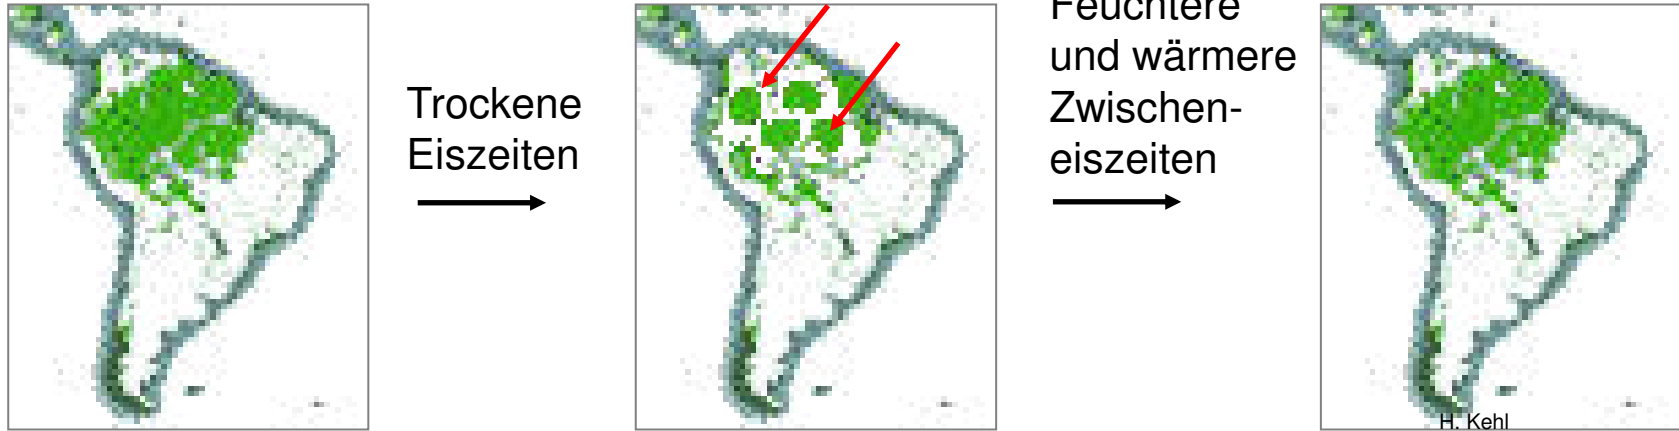 Trockene
Eiszeiten
Feuchtere
und wärmere
Zwischen-
eiszeiten
H. Kehl